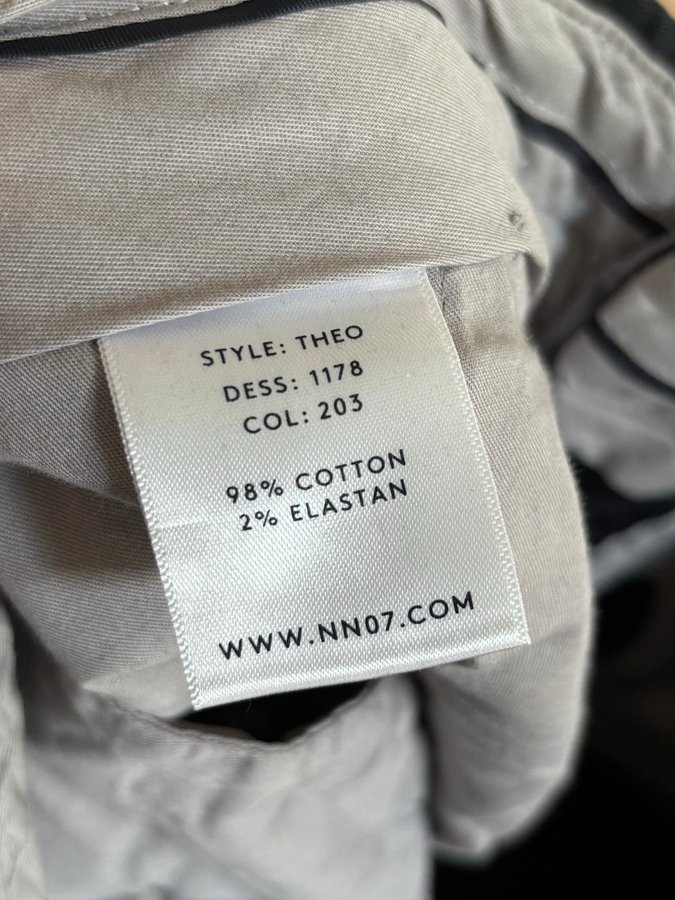 STYLE: THEO
DESS: 1178
COL: 203
98% COTTON
2% ELASTAN
WWW.NN07.COM